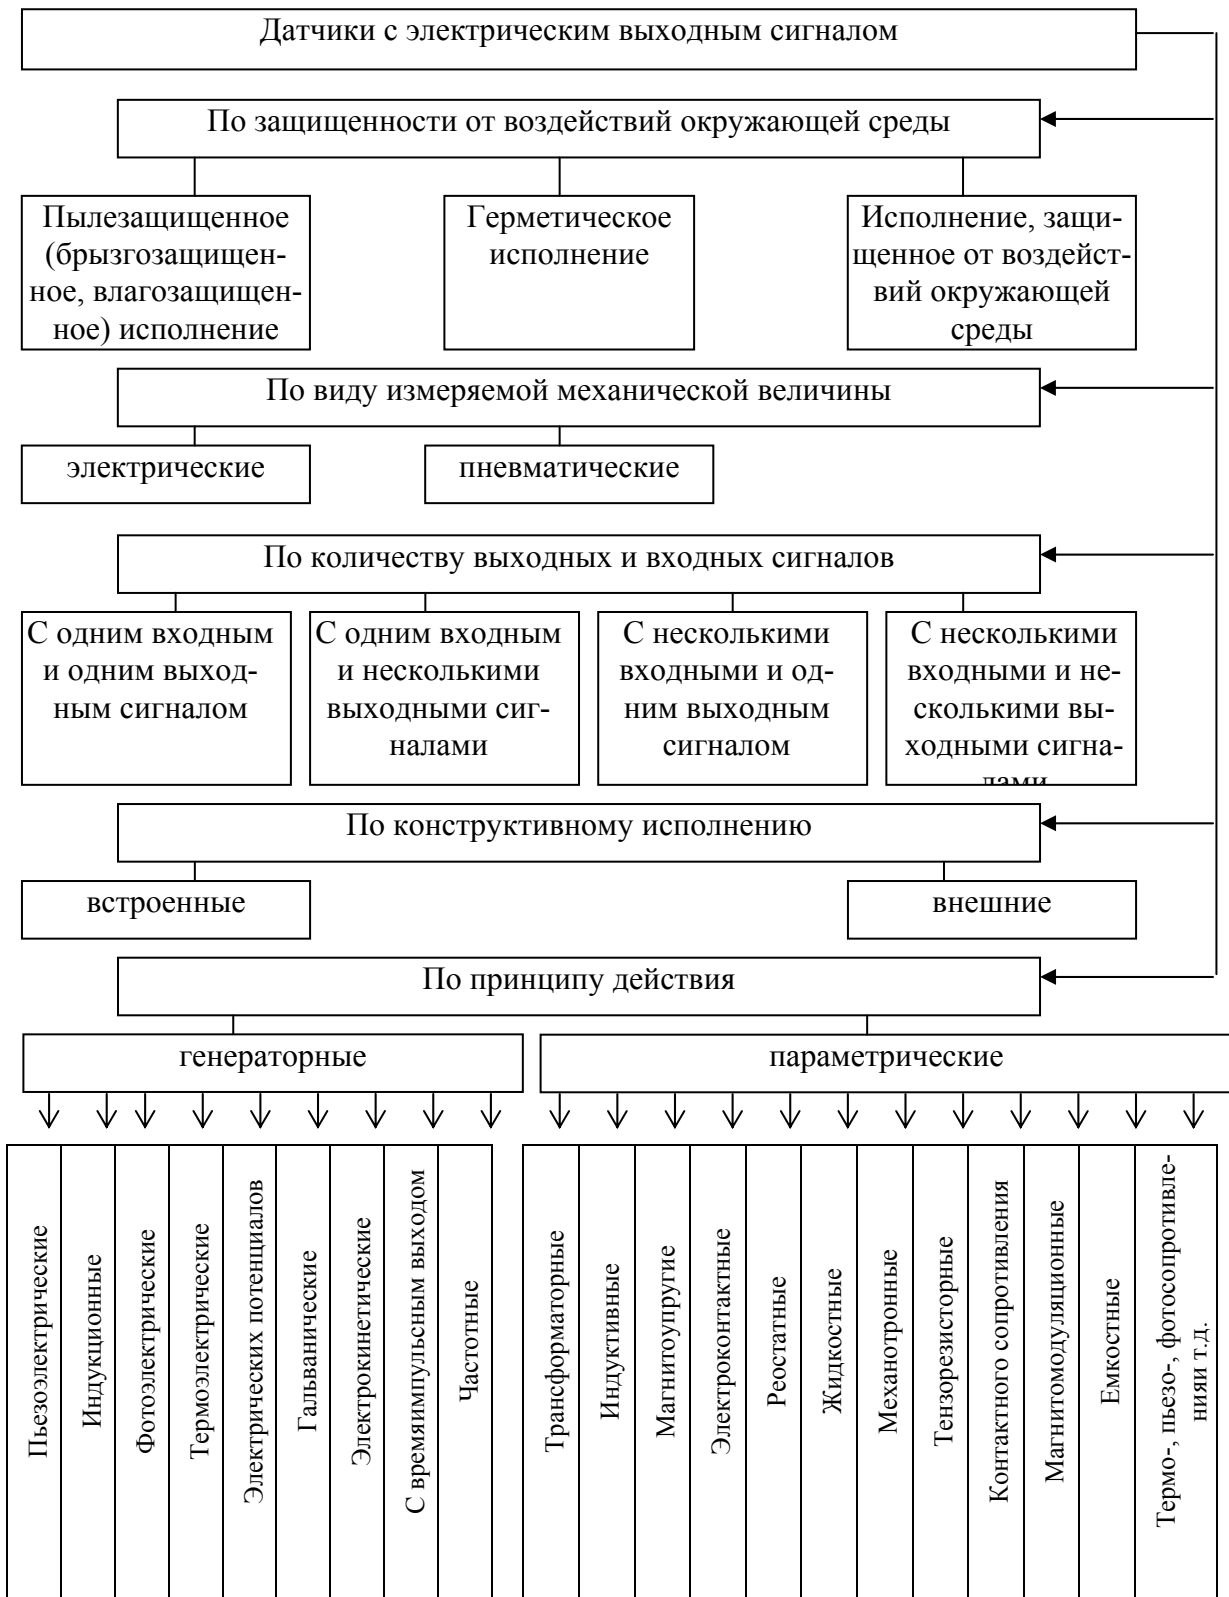 Датчики с электрическим выходным сигналом
По защищенности от воздействий окружающей среды
Пылезащищенное
(брызгозащищен-
ное, влагозащищен-
ное) исполнение
Герметическое
исполнение
Исполнение, защи-
щенное от воздейст-
вий окружающей
среды
По виду измеряемой механической величины
электрические
пневматические
По количеству выходных и входных сигналов
С одним входным
и одним выход-
ным сигналом
С одним входным
и несколькими
выходными сиг-
налами
С несколькими
входными и од-
ним выходным
сигналом
С несколькими
входными и не-
сколькими вы-
ходными сигна-
лами
По конструктивному исполнению
встроенные
внешние
По принципу действия
генераторные
параметрические
Пьезоэлектрические
Индукционные
Фотоэлектрические
Термоэлектрические
Электрических потенциалов
Гальванические
Электрокинетические
С времяимпульсным выходом
Частотные
Трансформаторные
Индуктивные
Магнитоупругие
Электроконтактные
Реостатные
Жидкостные
Механотронные
Тензорезисторные
Контактного сопротивления
Магнитомодуляционные
Емкостные
Термо-, пьезо-, фотосопротивле-
нияи т.д.